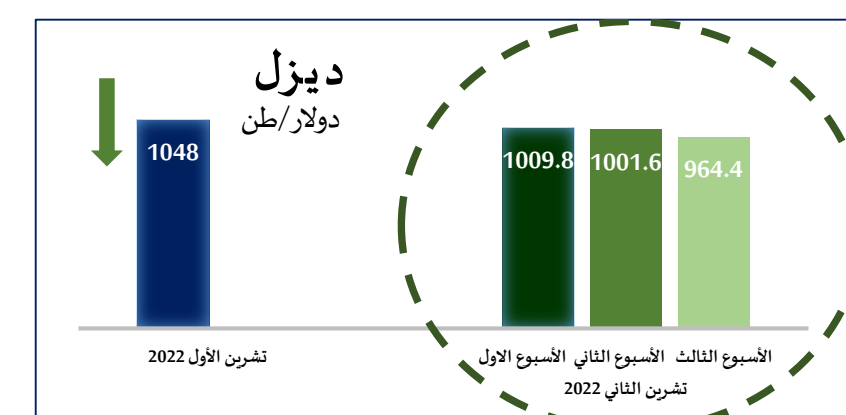 ديزل
دولار/طن
1048
1009.8
1001.6
964.4
تشرين الأول 2022
الأسبوع الاول
الأسبوع الثاني
الأسبوع الثالث
تشرين الثاني 2022